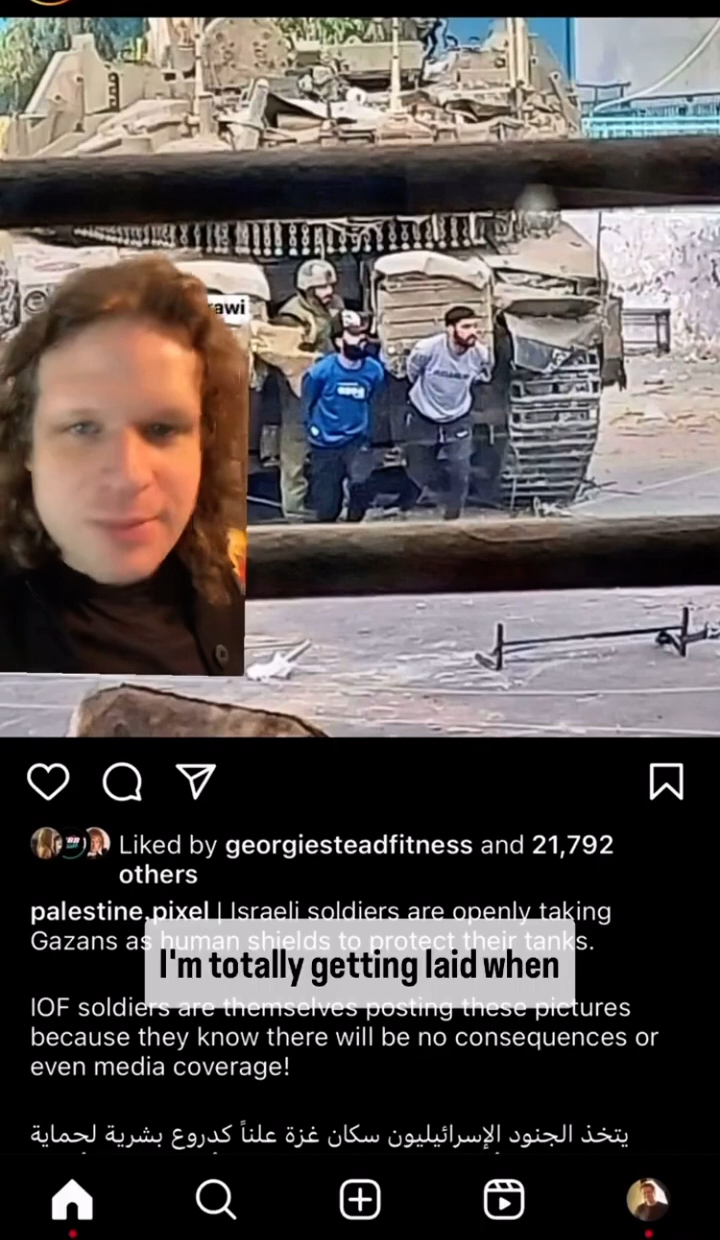 awi
Liked by georgiesteadfitness and 21,792
others
palestine.pixel | Israeli soldiers are openly taking
Gazans as human shields to protect their tanks.
I'm totally getting laid when
IOF soldiers are themselves posting these pictures
because they know there will be no consequences or
even media coverage!
يتخذ الجنود الإسرائيليون سكان غزة علناً كدروع بشرية لحماية